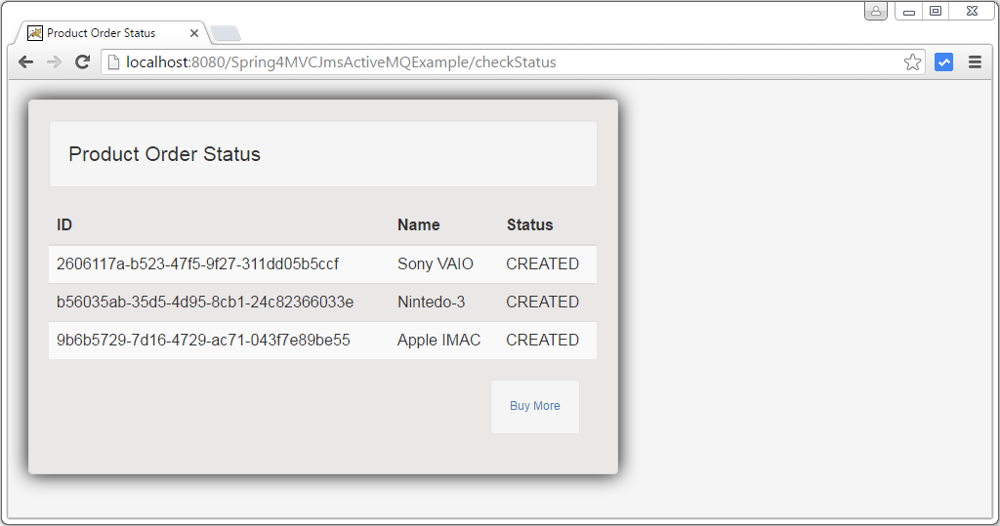 Product Order Status
localhost:8080/Spring4MVCJmsActiveMQExample/checkStatus
Product Order Status
ID Name Status
2606117a-b523-47f5-9f27-311dd05b5ccf Sony VAIO CREATED
b56035ab-35d5-4d95-8cb1-24c82366033e Nintedo-3 CREATED
9b6b5729-7d16-4729-ac71-043f7e89be55 Apple IMAC CREATED
Buy More